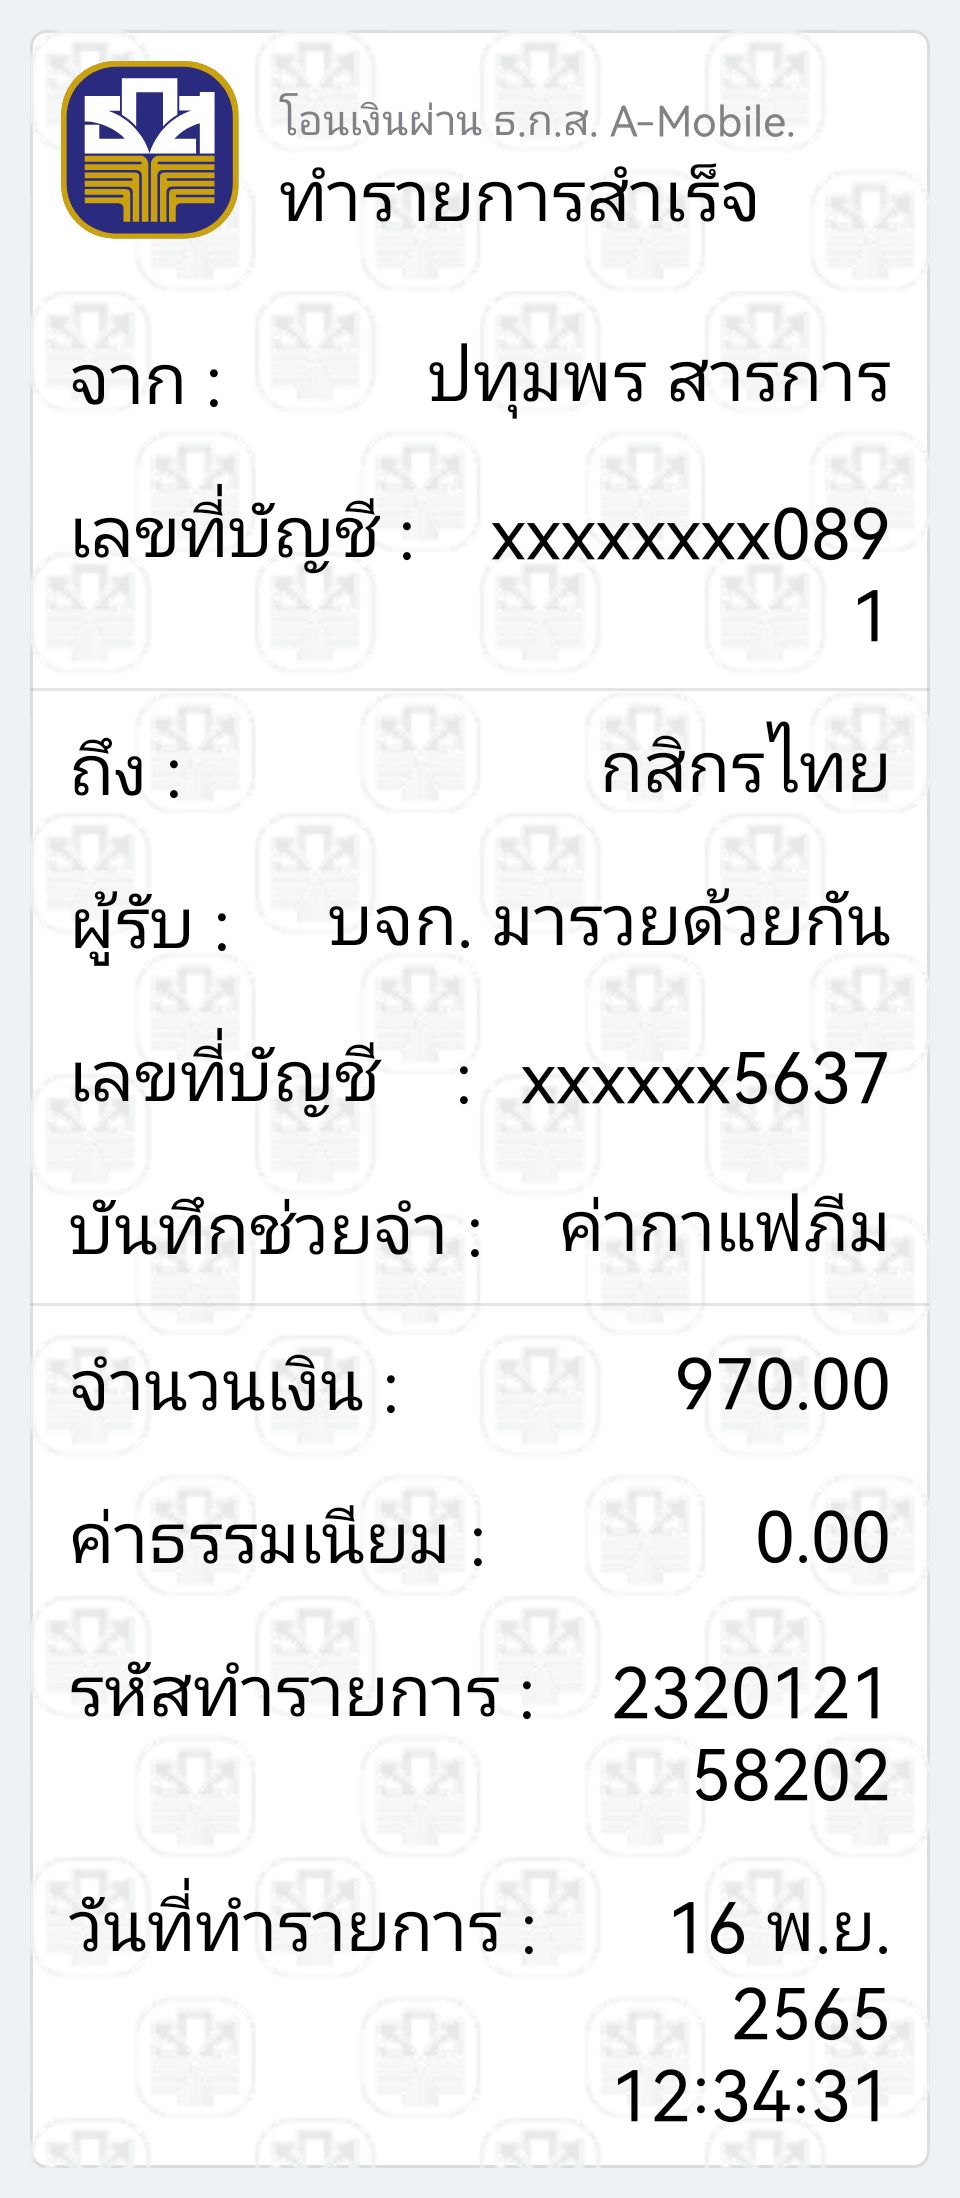 โอนเงินผ่าน ธ.ก.ส. A-Mobile.
ทำรายการสำเร็จ
จาก : ปทุมพร สารการ
เลขที่บัญชี : xxxxxxxx089
1
ถึง : กสิกรไทย
ผู้รับ : บจก. มารวยด้วยกัน
เลขที่บัญชี : xxxxxx5637
บันทึกช่วยจำ : ค่ากาแฟภีม
จำนวนเงิน : 970.00
ค่าธรรมเนียม : 0.00
รหัสทำรายการ : 2320121
58202
วันที่ทำรายการ : 16 พ.ย.
2565
12:34:31